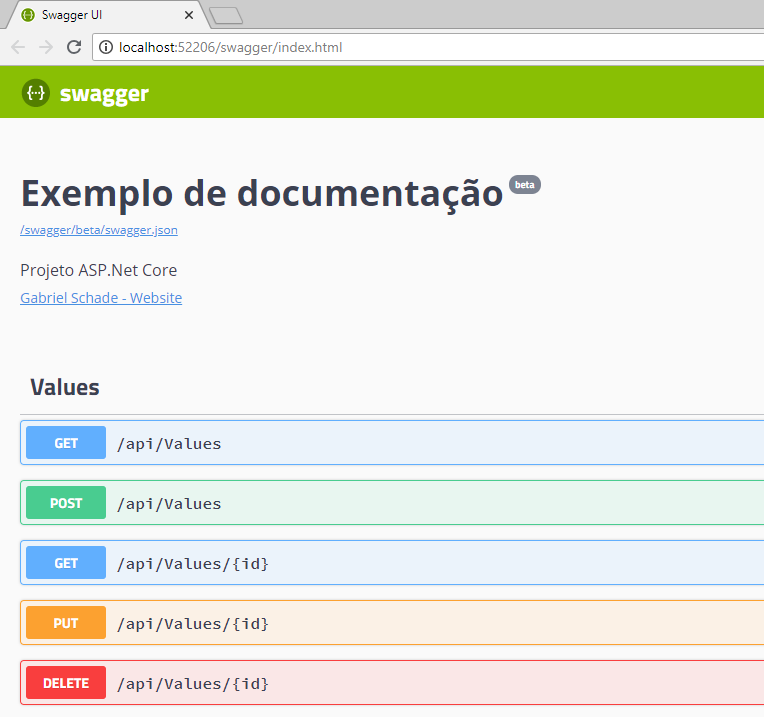 Swagger UI
localhost:52206/swagger/index.html
{···} swagger
Exemplo de documentação beta
/swagger/beta/swagger.json
Projeto ASP.Net Core
Gabriel Schade - Website
Values
GET /api/Values
POST /api/Values
GET /api/Values/{id}
PUT /api/Values/{id}
DELETE /api/Values/{id}